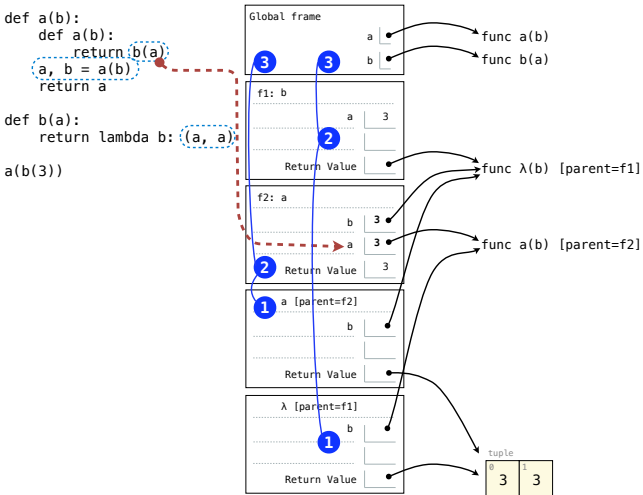 def a(b):
    def a(b):
        return b(a)
    a, b = a(b)
    return a
def b(a):
    return lambda b: (a, a)
a(b(3))
Global frame
a
b
3
3
func a(b)
func b(a)
f1: b
a 3
2
Return Value
func λ(b) [parent=f1]
f2: a
b 3
a 3
2
Return Value 3
func a(b) [parent=f2]
1
a [parent=f2]
b
Return Value
λ [parent=f1]
b
1
Return Value
tuple
0 1
3 3